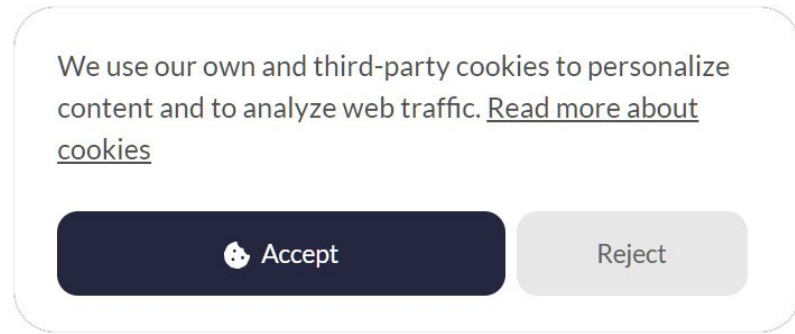 We use our own and third-party cookies to personalize
content and to analyze web traffic. Read more about
cookies
Accept
Reject